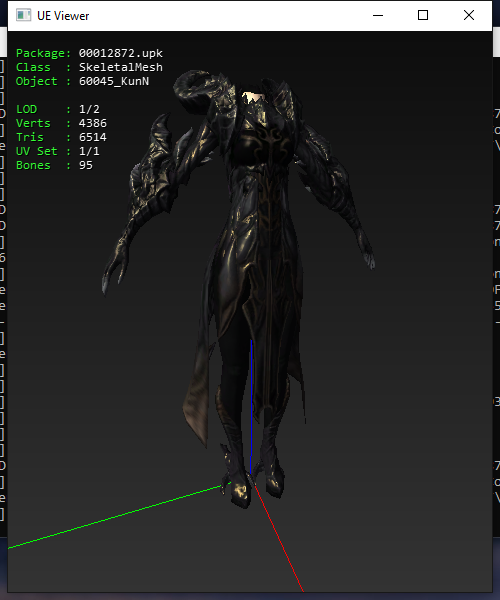 UE Viewer
Package: 00012872.upk
Class : SkeletalMesh
Object : 60045_KunN
LOD : 1/2
Verts : 4386
Tris : 6514
UV Set : 1/1
Bones : 95